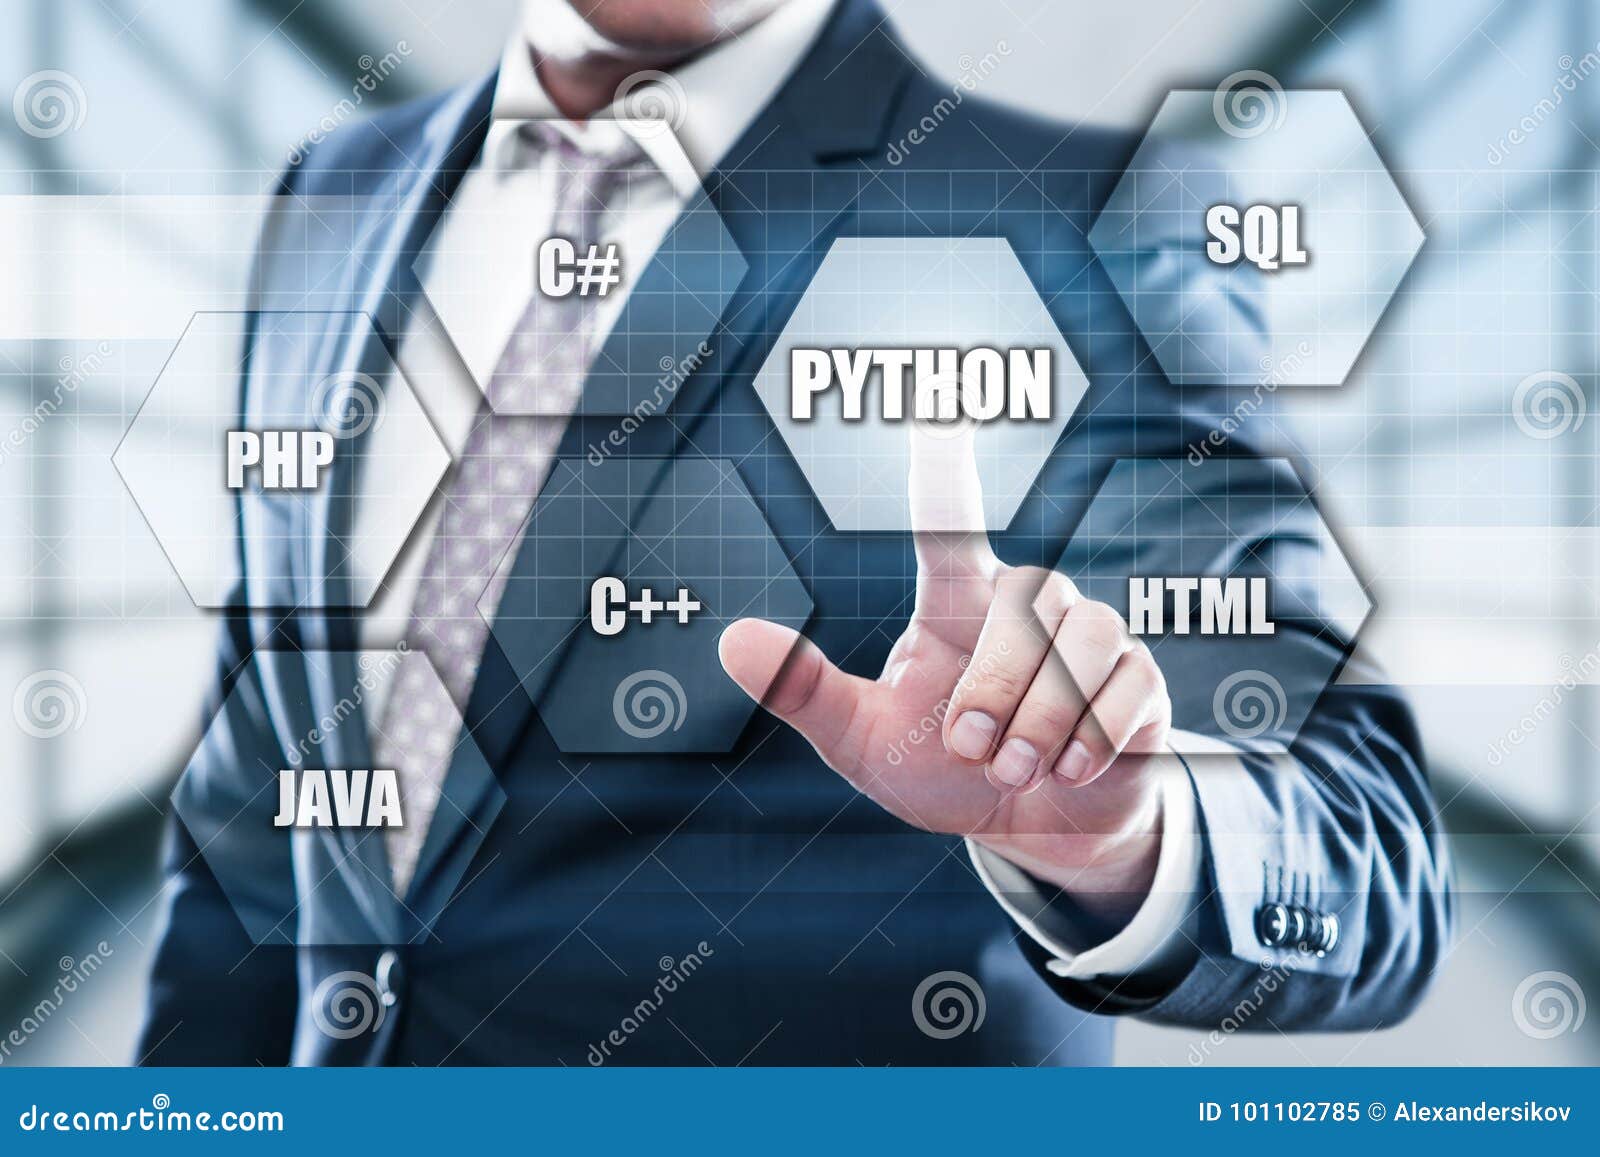 SQL
C#
PYTHON
PHP
C++
HTML
JAVA
dreamstime.com
ID 101102785 © Alexandersikov